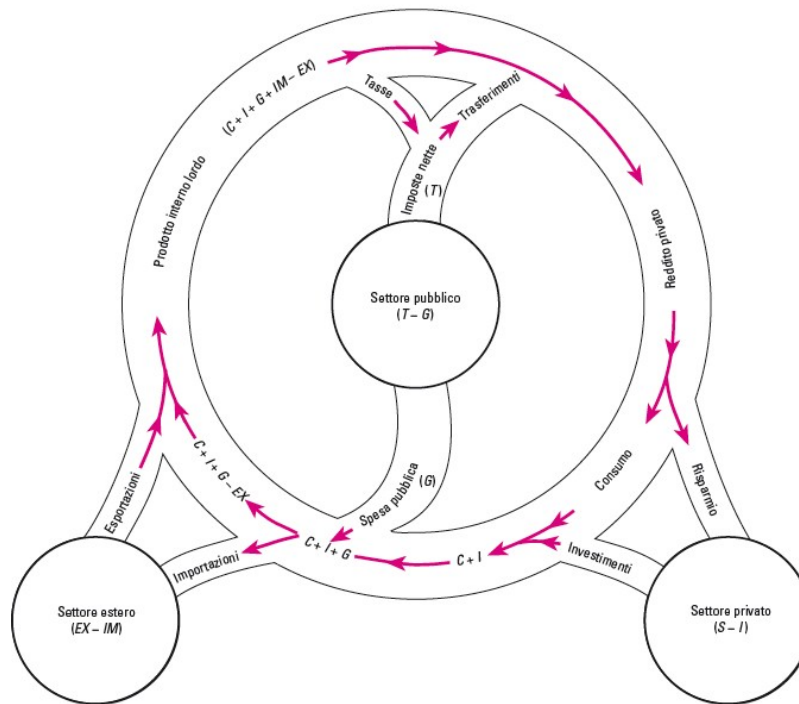 Prodotto interno lordo
(C + I + G + IM – EX)
Tasse
Trasferimenti
Imposte nette
(T)
Reddito privato
Settore pubblico
(T – G)
Consumo
Risparmio
Esportazioni
C + I + G – EX
Spesa pubblica
(G)
Importazioni
C + I + G
C + I
Investimenti
Settore estero
(EX – IM)
Settore privato
(S – I)